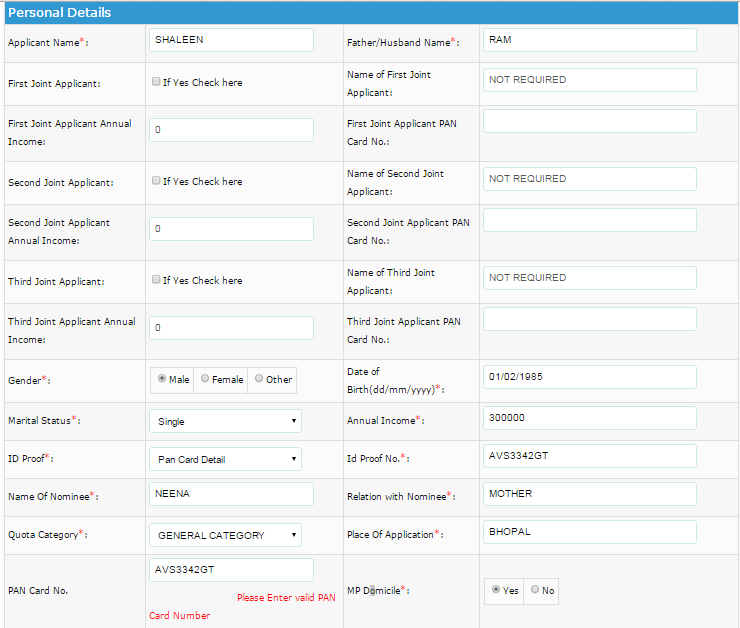 Personal Details
Applicant Name*: SHALEEN Father/Husband Name*: RAM
First Joint Applicant: If Yes Check here Name of First Joint Applicant: NOT REQUIRED
First Joint Applicant Annual Income: 0 First Joint Applicant PAN Card No.:
Second Joint Applicant: If Yes Check here Name of Second Joint Applicant: NOT REQUIRED
Second Joint Applicant Annual Income: 0 Second Joint Applicant PAN Card No.:
Third Joint Applicant: If Yes Check here Name of Third Joint Applicant: NOT REQUIRED
Third Joint Applicant Annual Income: 0 Third Joint Applicant PAN Card No.:
Gender*: Male Female Other Date of Birth(dd/mm/yyyy)*: 01/02/1985
Marital Status*: Single Annual Income*: 300000
ID Proof*: Pan Card Detail Id Proof No.*: AVS3342GT
Name Of Nominee*: NEENA Relation with Nominee*: MOTHER
Quota Category*: GENERAL CATEGORY Place Of Application*: BHOPAL
PAN Card No. AVS3342GT Please Enter valid PAN Card Number MP Domicile*: Yes No